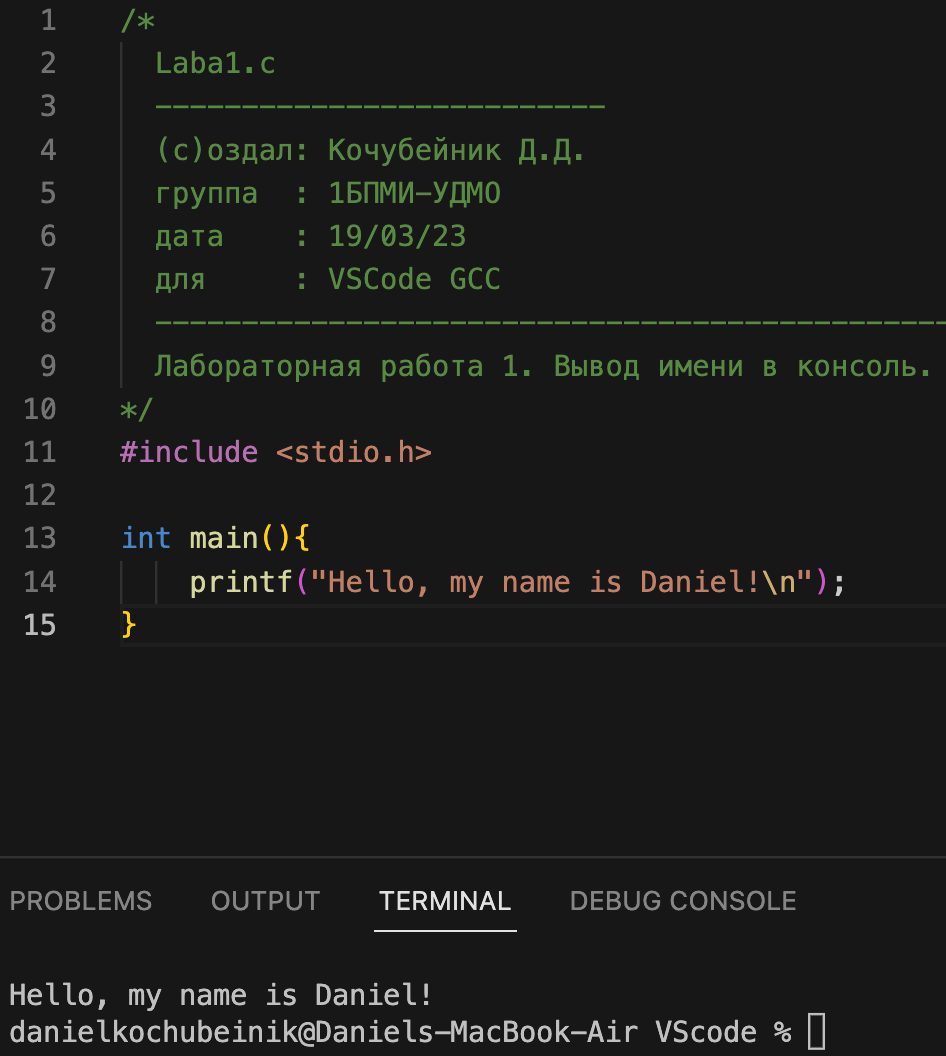 1 /*
2 Laba1.c
3 --------------------------
4 (с)оздал: Кочубейник Д.Д.
5 группа  : 1БПМИ-УДМО
6 дата    : 19/03/23
7 для     : VSCode GCC
8 ----------------------------------------------
9 Лабораторная работа 1. Вывод имени в консоль.
10 */
11 #include <stdio.h>
12
13 int main(){
14     printf("Hello, my name is Daniel!\n");
15 }
PROBLEMS OUTPUT TERMINAL DEBUG CONSOLE
Hello, my name is Daniel!
danielkochubeinik@Daniels-MacBook-Air VScode %